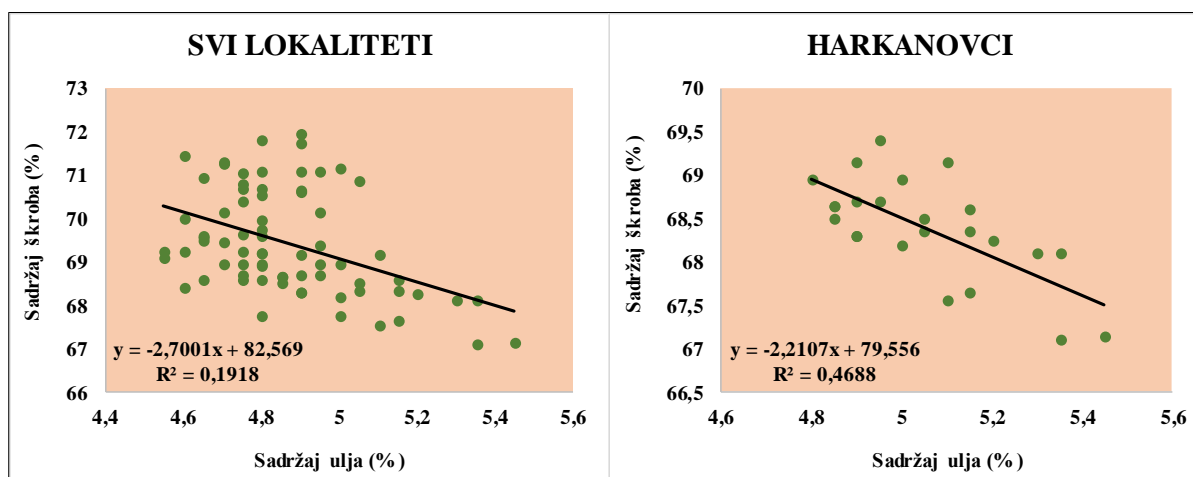 SVI LOKALITETI
73
72
71
70
69
68
67
66
4,4
4,6
4,8
5
5,2
5,4
5,6
Sadržaj škroba (%)
Sadržaj ulja (%)
y = -2,7001x + 82,569
R² = 0,1918
HARKANOVCI
70
69,5
69
68,5
68
67,5
67
66,5
4,6
4,8
5
5,2
5,4
5,6
Sadržaj škroba (%)
Sadržaj ulja (%)
y = -2,2107x + 79,556
R² = 0,4688